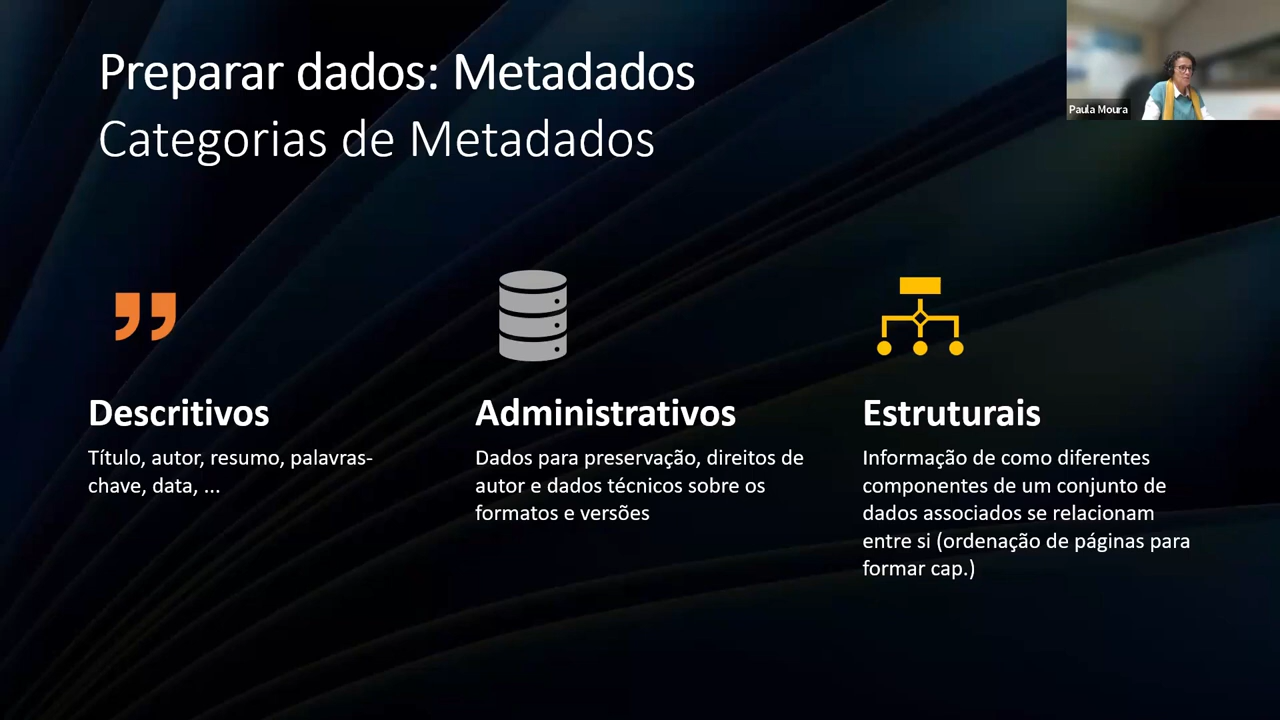 Preparar dados: Metadados
Categorias de Metadados
Paula Moura
Descritivos
Título, autor, resumo, palavras-
chave, data, ...
Administrativos
Dados para preservação, direitos de
autor e dados técnicos sobre os
formatos e versões
Estruturais
Informação de como diferentes
componentes de um conjunto de
dados associados se relacionam
entre si (ordenação de páginas para
formar cap.)